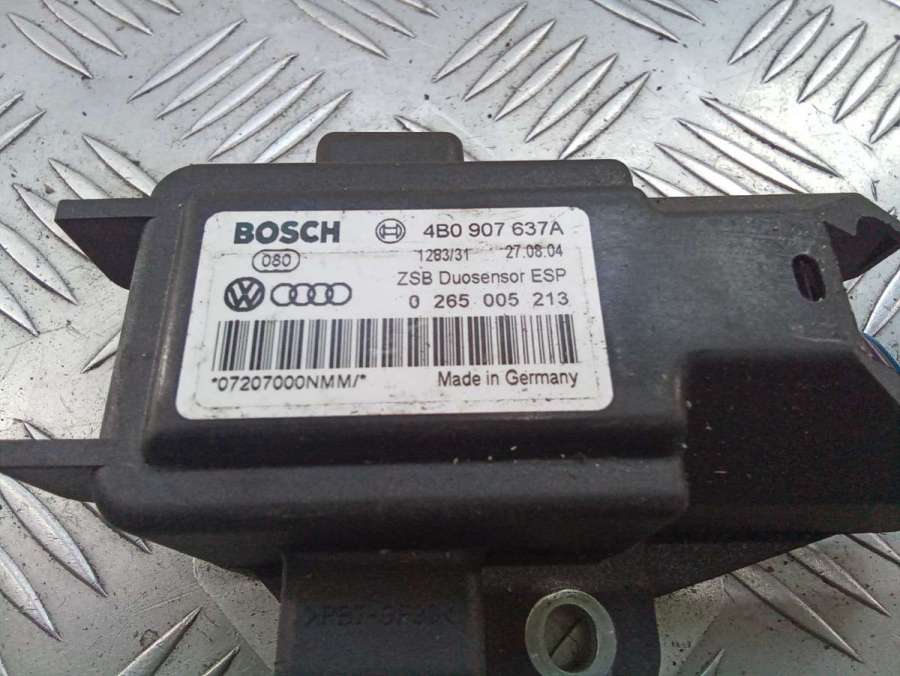 BOSCH 4B0 907 637A
1283/31 27.08.04
080
ZSB Duosensor ESP
0 265 005 213
*07207000NMM/*
Made in Germany